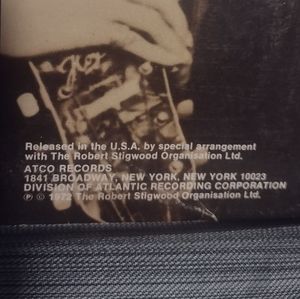 Released in the U.S.A. by special arrangement
with The Robert Stigwood Organisation Ltd.
ATCO RECORDS
1841 BROADWAY, NEW YORK, NEW YORK 10023
DIVISION OF ATLANTIC RECORDING CORPORATION
℗ © 1972 The Robert Stigwood Organisation Ltd.